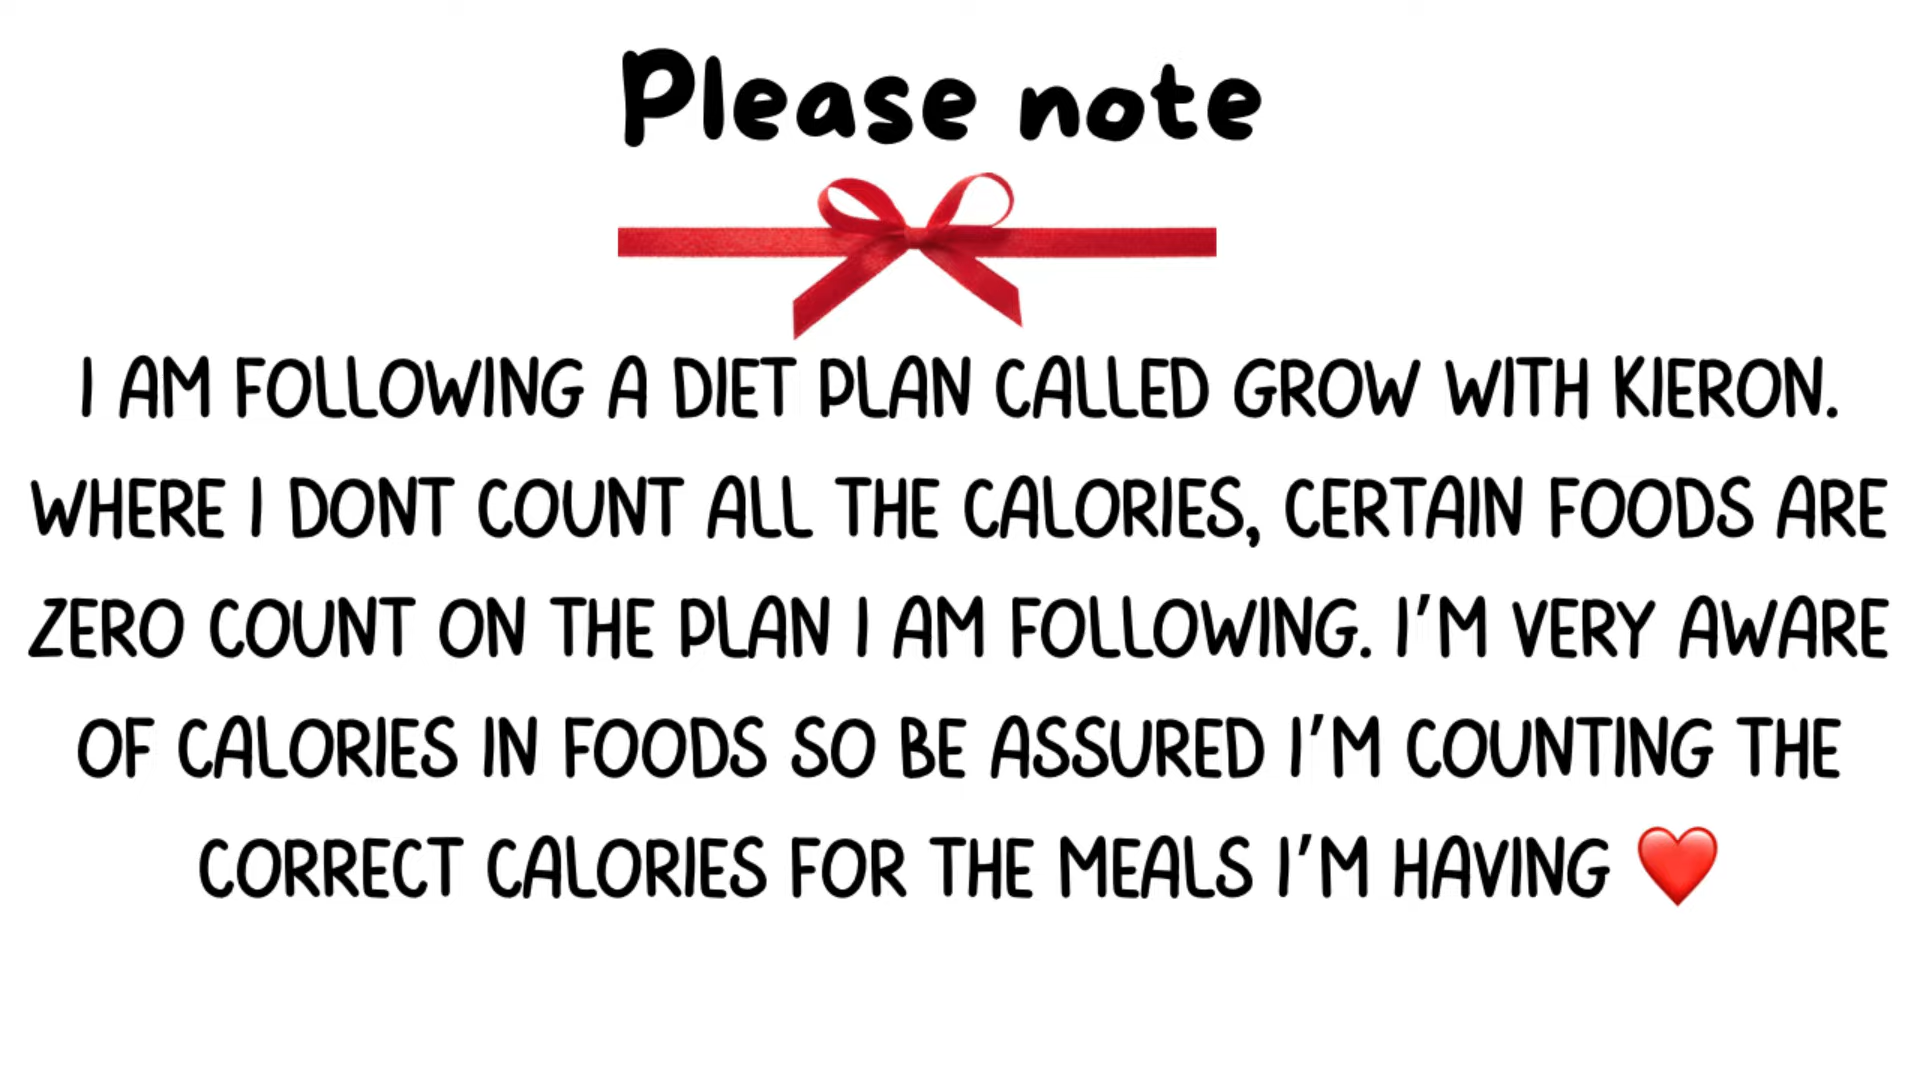 Please note
I AM FOLLOWING A DIET PLAN CALLED GROW WITH KIERON.
WHERE I DONT COUNT ALL THE CALORIES, CERTAIN FOODS ARE
ZERO COUNT ON THE PLAN I AM FOLLOWING. I'M VERY AWARE
OF CALORIES IN FOODS SO BE ASSURED I'M COUNTING THE
CORRECT CALORIES FOR THE MEALS I'M HAVING ❤️